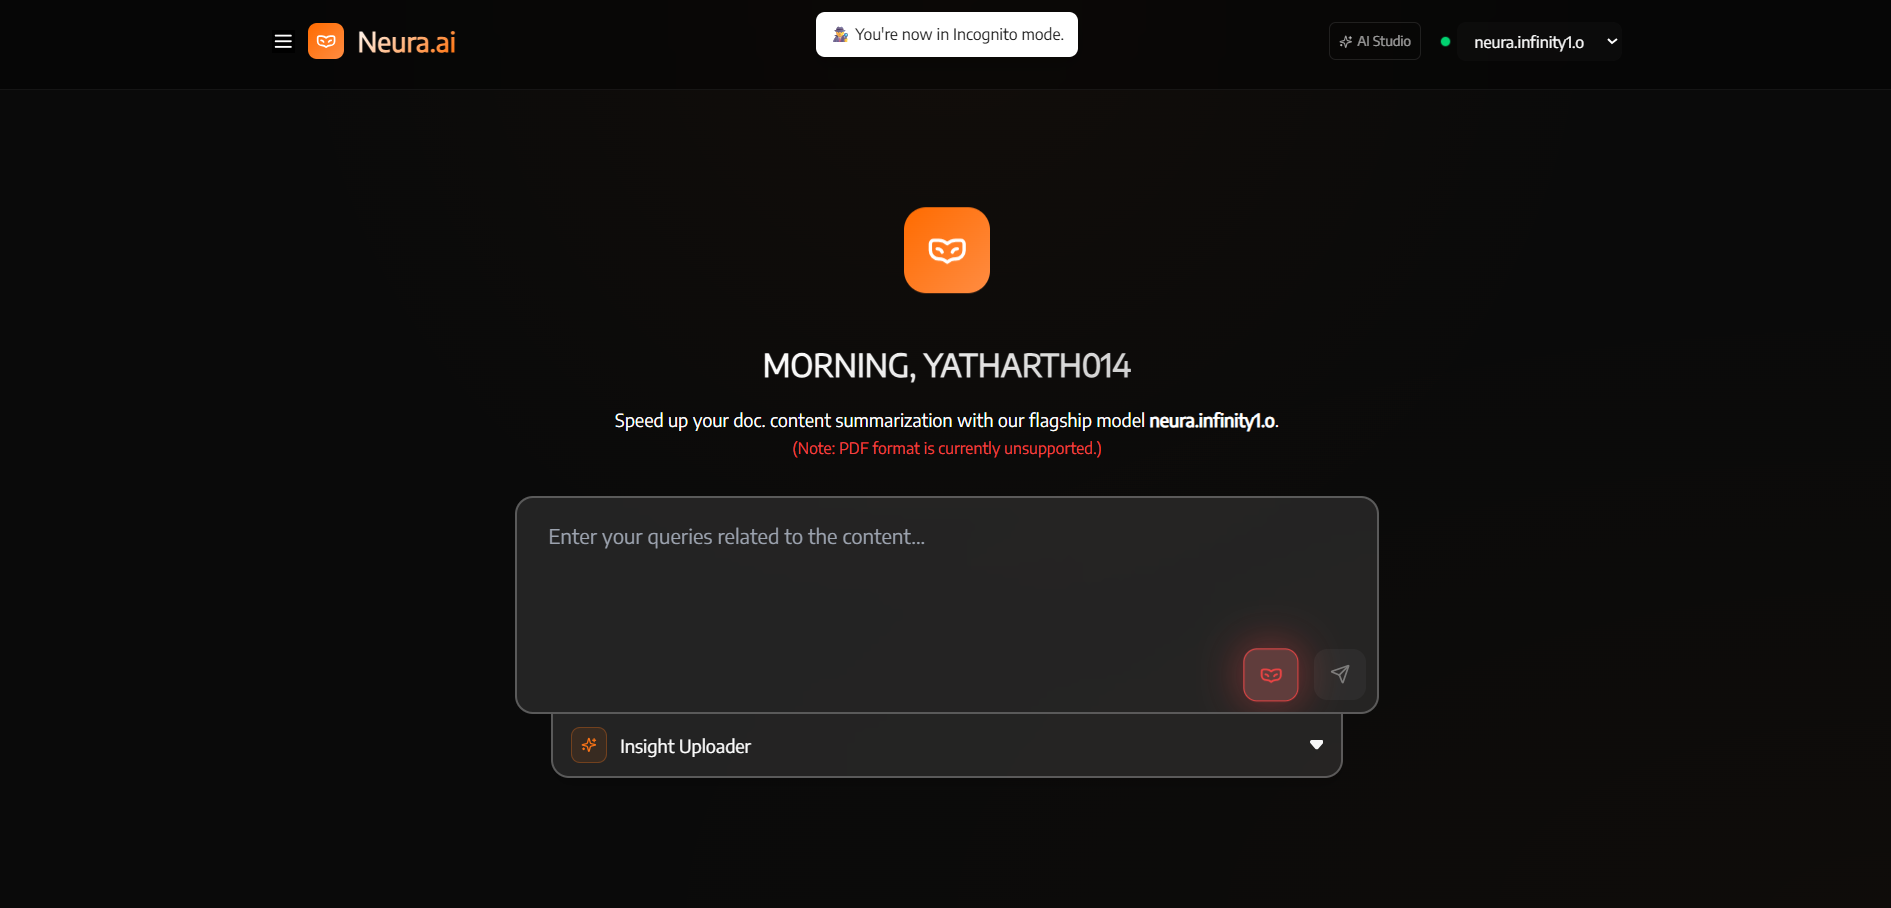 Neura.ai
You're now in Incognito mode.
AI Studio
neura.infinity1.o
MORNING, YATHARTH014
Speed up your doc. content summarization with our flagship model neura.infinity1.o.
(Note: PDF format is currently unsupported.)
Enter your queries related to the content...
Insight Uploader